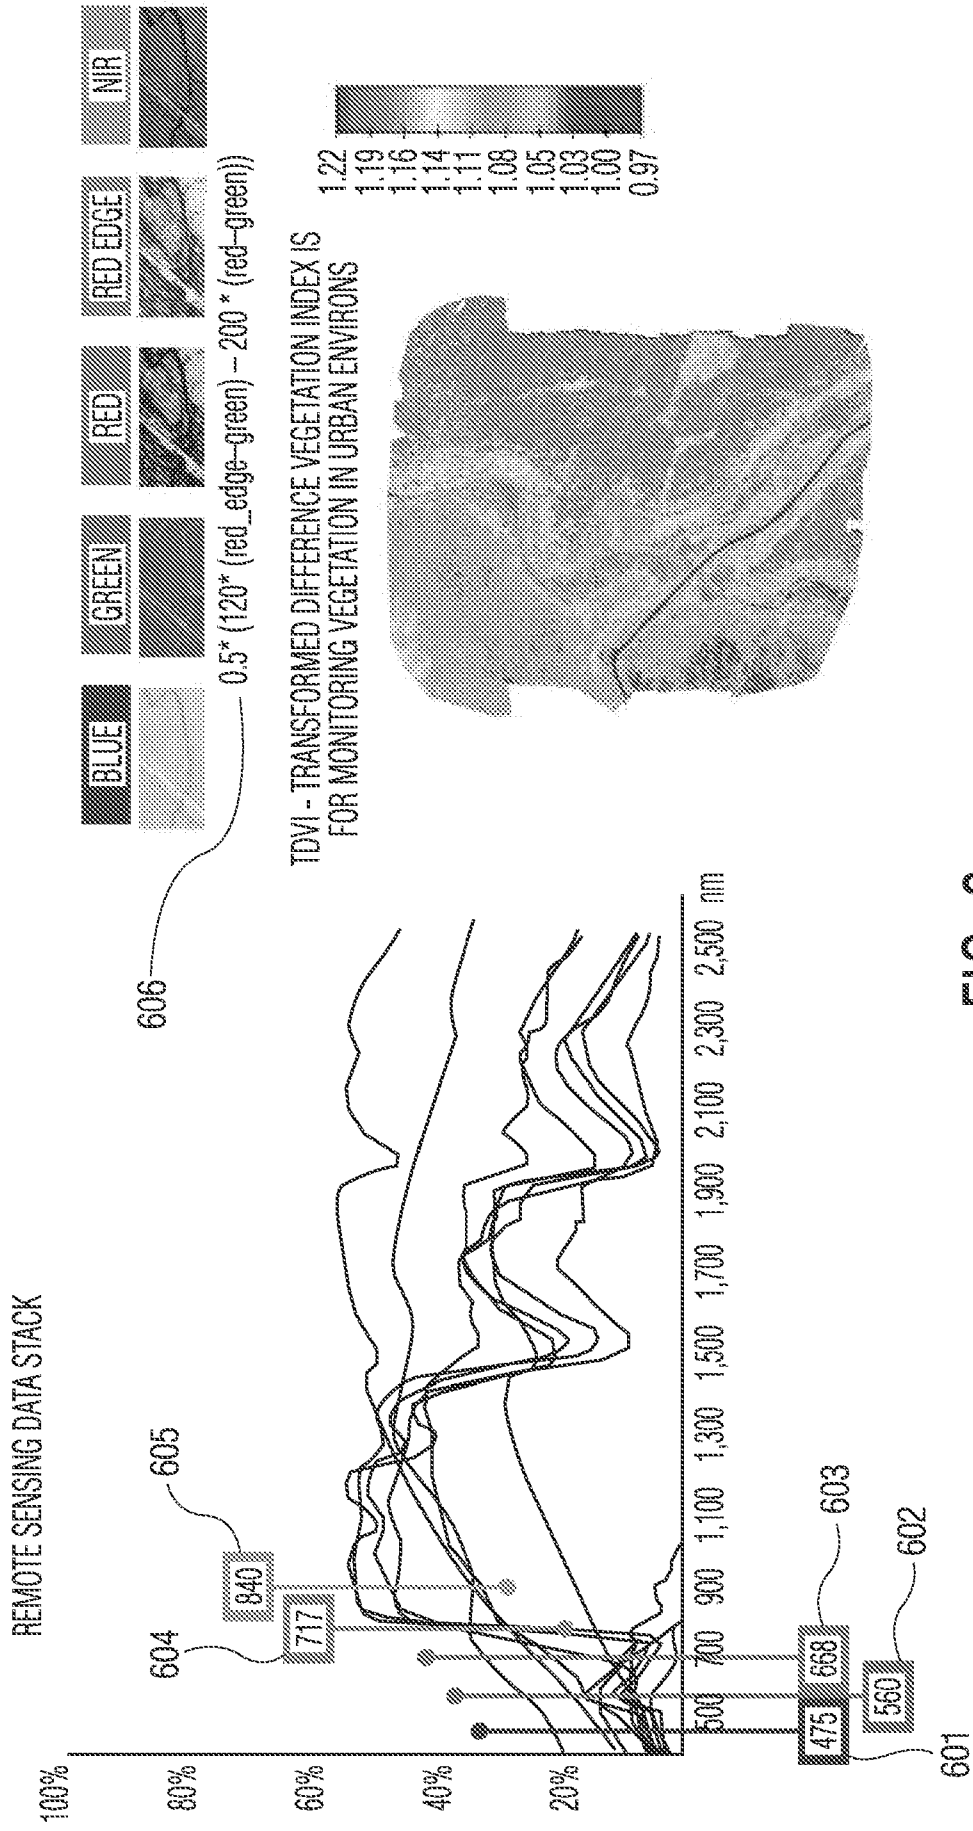 REMOTE SENSING DATA STACK
100%
80%
60%
40%
20%
500 700 900 1,100 1,300 1,500 1,700 1,900 2,100 2,300 2,500 nm
604
717
605
840
601
475
602
560
603
668
606
BLUE
GREEN
RED
RED EDGE
NIR
0.5* (120* (red_edge-green) – 200 * (red-green))
TDVI - TRANSFORMED DIFFERENCE VEGETATION INDEX IS
FOR MONITORING VEGETATION IN URBAN ENVIRONS
1.22
1.19
1.16
1.14
1.11
1.08
1.05
1.03
1.00
0.97